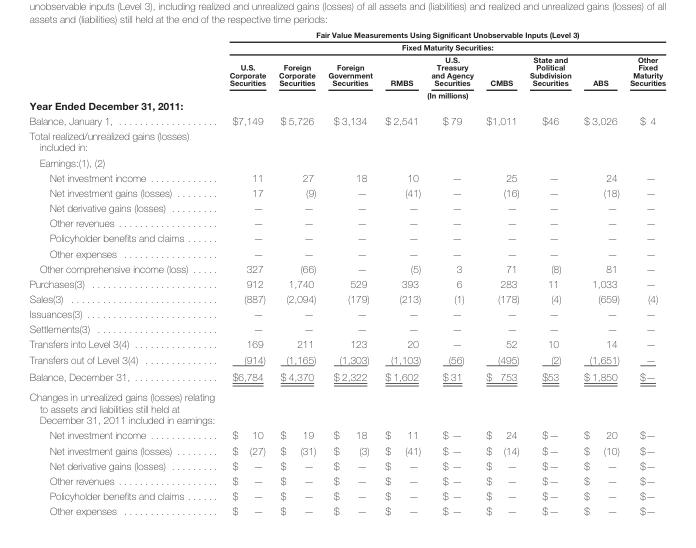 unobservable inputs (Level 3), including realized and unrealized gains (losses) of all assets and (liabilities) and realized and unrealized gains (losses) of all
assets and (liabilities) still held at the end of the respective time periods:
Fair Value Measurements Using Significant Unobservable Inputs (Level 3)
Fixed Maturity Securities:
U.S. Corporate Securities Foreign Corporate Securities Foreign Government Securities RMBS U.S. Treasury and Agency Securities CMBS State and Political Subdivision Securities ABS Other Fixed Maturity Securities
(In millions)
Year Ended December 31, 2011:
Balance, January 1, .................. $7,149 $ 5,726 $ 3,134 $ 2,541 $ 79 $1,011 $46 $ 3,026 $ 4
Total realized/unrealized gains (losses)
included in:
Earnings:(1), (2)
Net investment income ............. 11 27 18 10 — 25 — 24 —
Net investment gains (losses) ........ 17 (9) — (41) — (16) — (18) —
Net derivative gains (losses) ......... — — — — — — — — —
Other revenues ................... — — — — — — — — —
Policyholder benefits and claims ...... — — — — — — — — —
Other expenses .................. — — — — — — — — —
Other comprehensive income (loss) ..... 327 (66) — (5) 3 71 (8) 81 —
Purchases(3) ........................ 912 1,740 529 393 6 283 11 1,033 —
Sales(3) ............................ (887) (2,094) (179) (213) (1) (178) (4) (659) (4)
Issuances(3) ........................ — — — — — — — — —
Settlements(3) ...................... — — — — — — — — —
Transfers into Level 3(4) .............. 169 211 123 20 — 52 10 14 —
Transfers out of Level 3(4) ............. (914) (1,165) (1,303) (1,103) (56) (495) (2) (1,651) —
Balance, December 31, ............... $6,784 $ 4,370 $ 2,322 $ 1,602 $ 31 $ 753 $53 $ 1,850 $—
Changes in unrealized gains (losses) relating
to assets and liabilities still held at
December 31, 2011 included in earnings:
Net investment income ............. $ 10 $ 19 $ 18 $ 11 $ — $ 24 $— $ 20 $—
Net investment gains (losses) ........ $ (27) $ (31) $ (3) $ (41) $ — $ (14) $— $ (10) $—
Net derivative gains (losses) ......... $ — $ — $ — $ — $ — $ — $— $ — $—
Other revenues ................... $ — $ — $ — $ — $ — $ — $— $ — $—
Policyholder benefits and claims ...... $ — $ — $ — $ — $ — $ — $— $ — $—
Other expenses .................. $ — $ — $ — $ — $ — $ — $— $ — $—